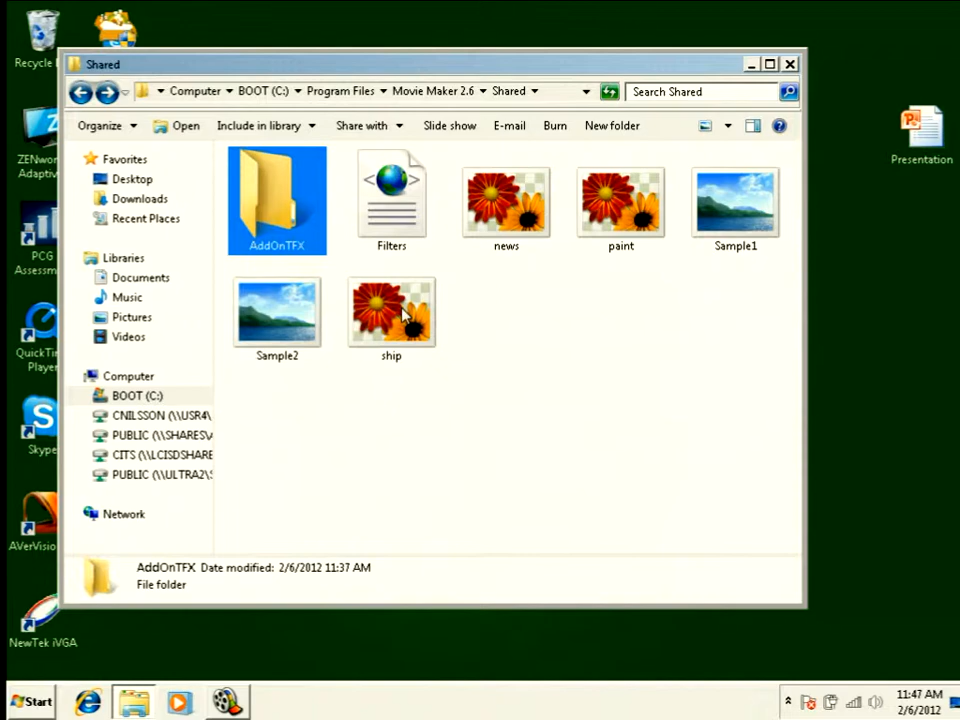 Recycle
Shared
Computer BOOT (C:) Program Files Movie Maker 2.6 Shared
Search Shared
Organize Open Include in library Share with Slide show E-mail Burn New folder
Favorites
Desktop
Downloads
Recent Places
Libraries
Documents
Music
Pictures
Videos
Computer
BOOT (C:)
CNILSSON (\\USR4\
PUBLIC (\\SHARES\
CITS (\\LCISDSHARE
PUBLIC (\\ULTRA2\
Network
AddOnTFX
Filters
news
paint
Sample1
Sample2
ship
AddOnTFX Date modified: 2/6/2012 11:37 AM
File folder
ZENwor
Adaptiv
PCG
Assessm
QuickTim
Player
Skype
AVerVisio
NewTek iVGA
Presentation
Start
11:47 AM
2/6/2012